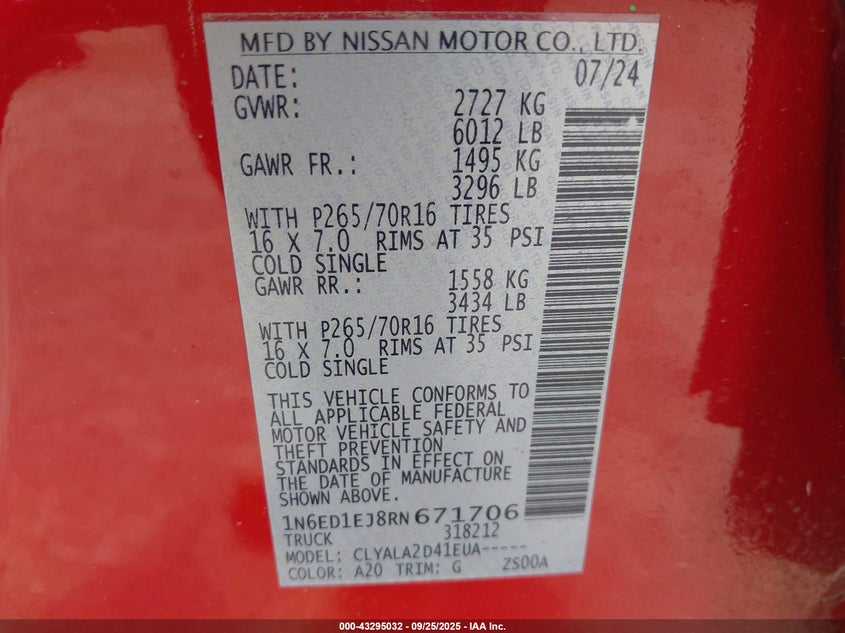 MFD BY NISSAN MOTOR CO., LTD.
DATE: 07/24
GVWR: 2727 KG
6012 LB
GAWR FR.: 1495 KG
3296 LB
WITH P265/70R16 TIRES
16 X 7.0 RIMS AT 35 PSI
COLD SINGLE
GAWR RR.: 1558 KG
3434 LB
WITH P265/70R16 TIRES
16 X 7.0 RIMS AT 35 PSI
COLD SINGLE
THIS VEHICLE CONFORMS TO
ALL APPLICABLE FEDERAL
MOTOR VEHICLE SAFETY AND
THEFT PREVENTION
STANDARDS IN EFFECT ON
THE DATE OF MANUFACTURE
SHOWN ABOVE.
1N6ED1EJ8RN671706
TRUCK 318212
MODEL: CLYALA2D41EUA-----
COLOR: A20 TRIM: G ZS00A
000-43295032 - 09/25/2025 - IAA Inc.